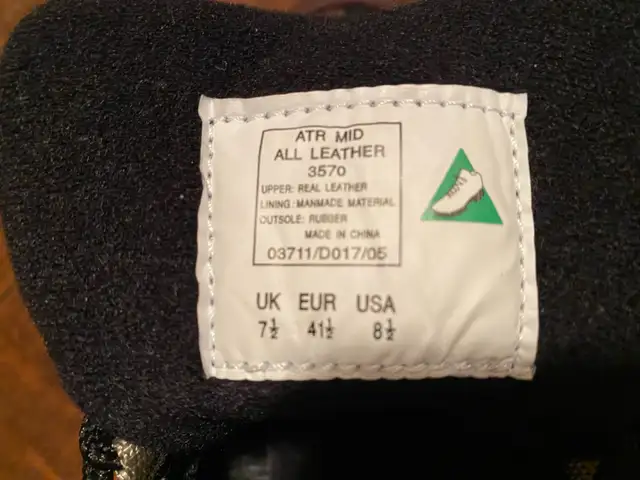 ATR MID
ALL LEATHER
3570
UPPER: REAL LEATHER
LINING: MANMADE MATERIAL
OUTSOLE: RUBBER
MADE IN CHINA
03711/D017/05
UK EUR USA
7½ 41½ 8½